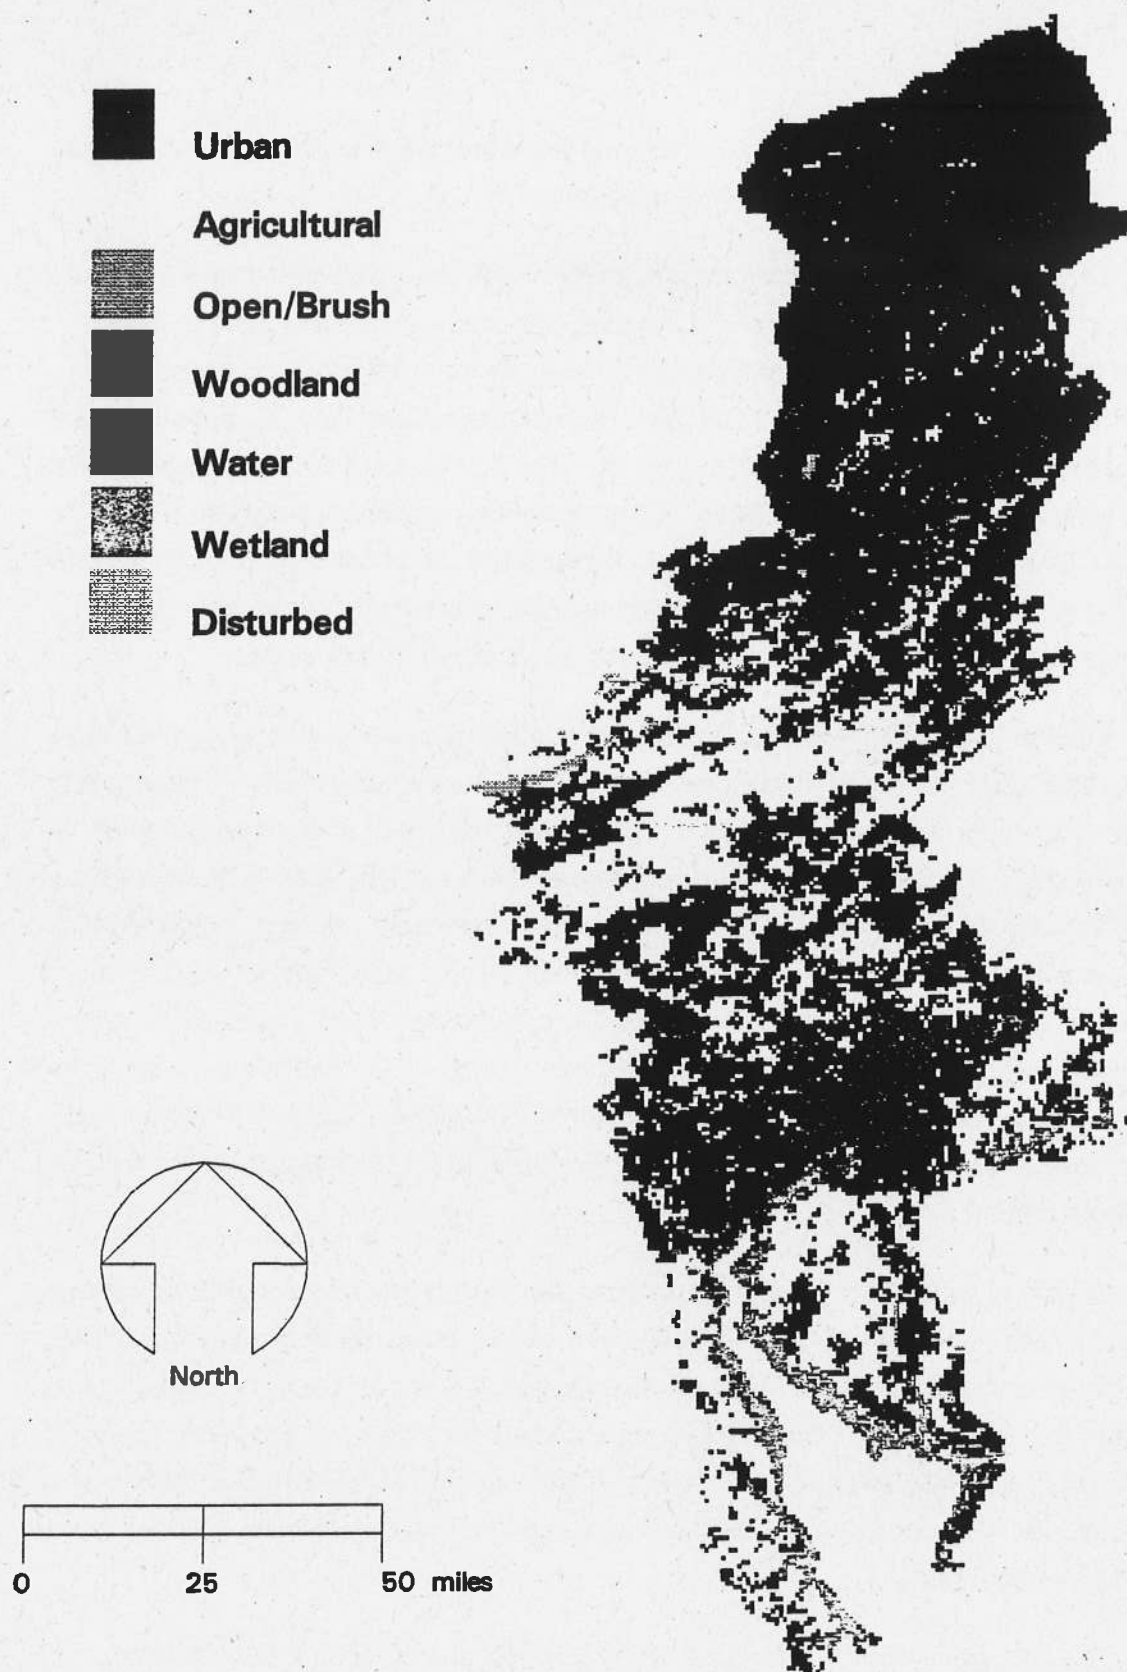 Urban
Agricultural
Open/Brush
Woodland
Water
Wetland
Disturbed
North
0 25 50 miles